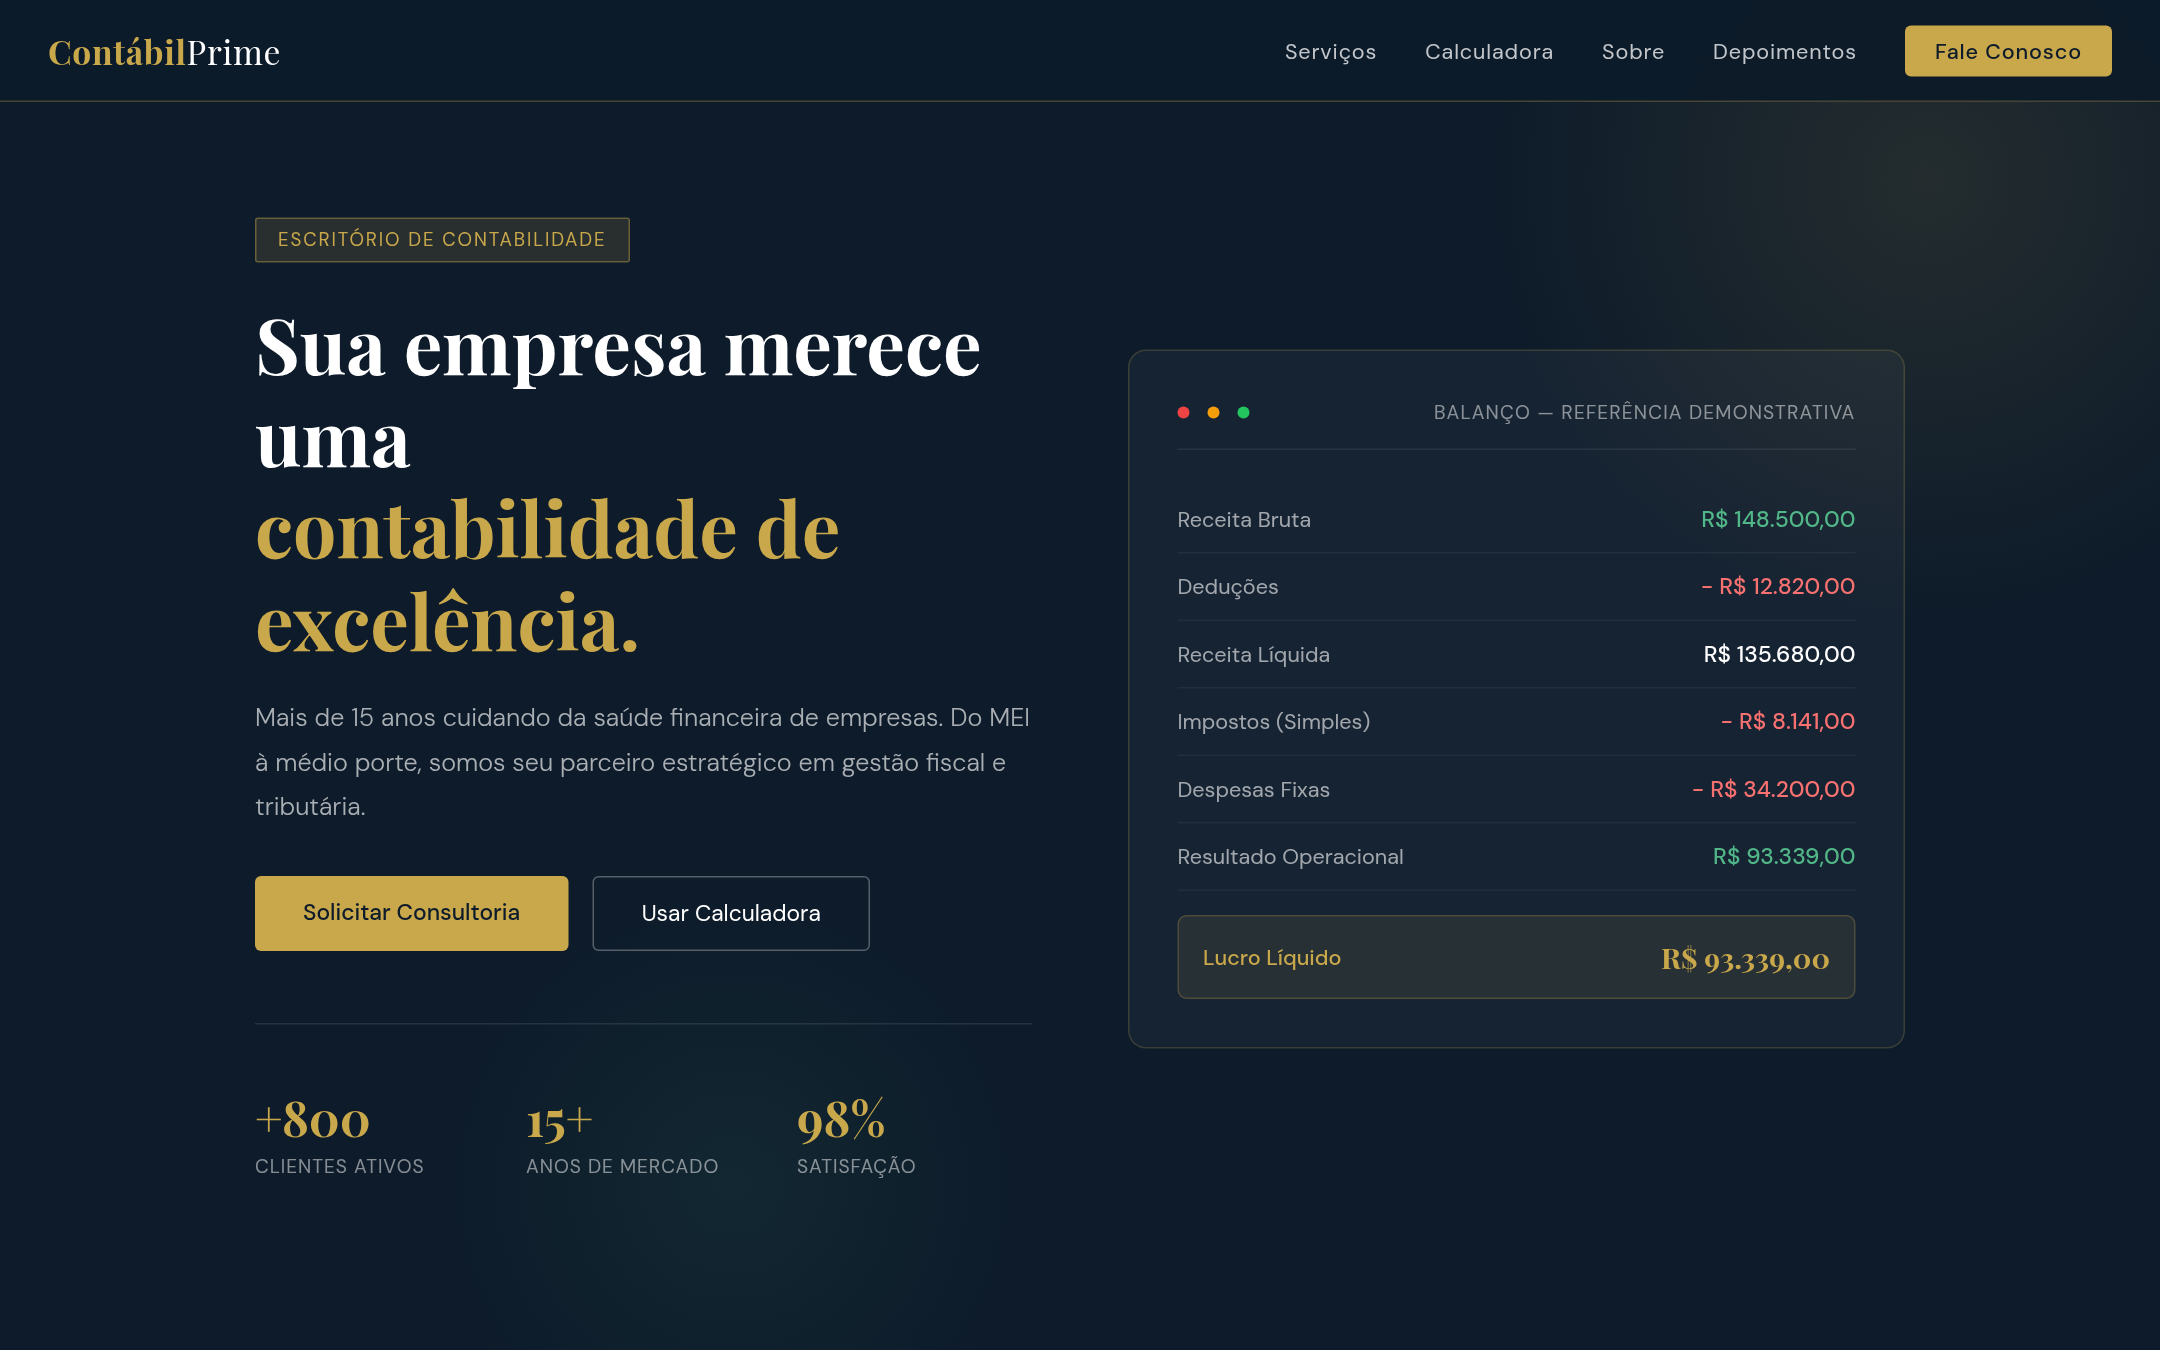 ContábilPrime
Serviços
Calculadora
Sobre
Depoimentos
Fale Conosco
ESCRITÓRIO DE CONTABILIDADE
Sua empresa merece
uma
contabilidade de
excelência.
Mais de 15 anos cuidando da saúde financeira de empresas. Do MEI
à médio porte, somos seu parceiro estratégico em gestão fiscal e
tributária.
Solicitar Consultoria
Usar Calculadora
+800
CLIENTES ATIVOS
15+
ANOS DE MERCADO
98%
SATISFAÇÃO
BALANÇO — REFERÊNCIA DEMONSTRATIVA
Receita Bruta R$ 148.500,00
Deduções − R$ 12.820,00
Receita Líquida R$ 135.680,00
Impostos (Simples) − R$ 8.141,00
Despesas Fixas − R$ 34.200,00
Resultado Operacional R$ 93.339,00
Lucro Líquido R$ 93.339,00